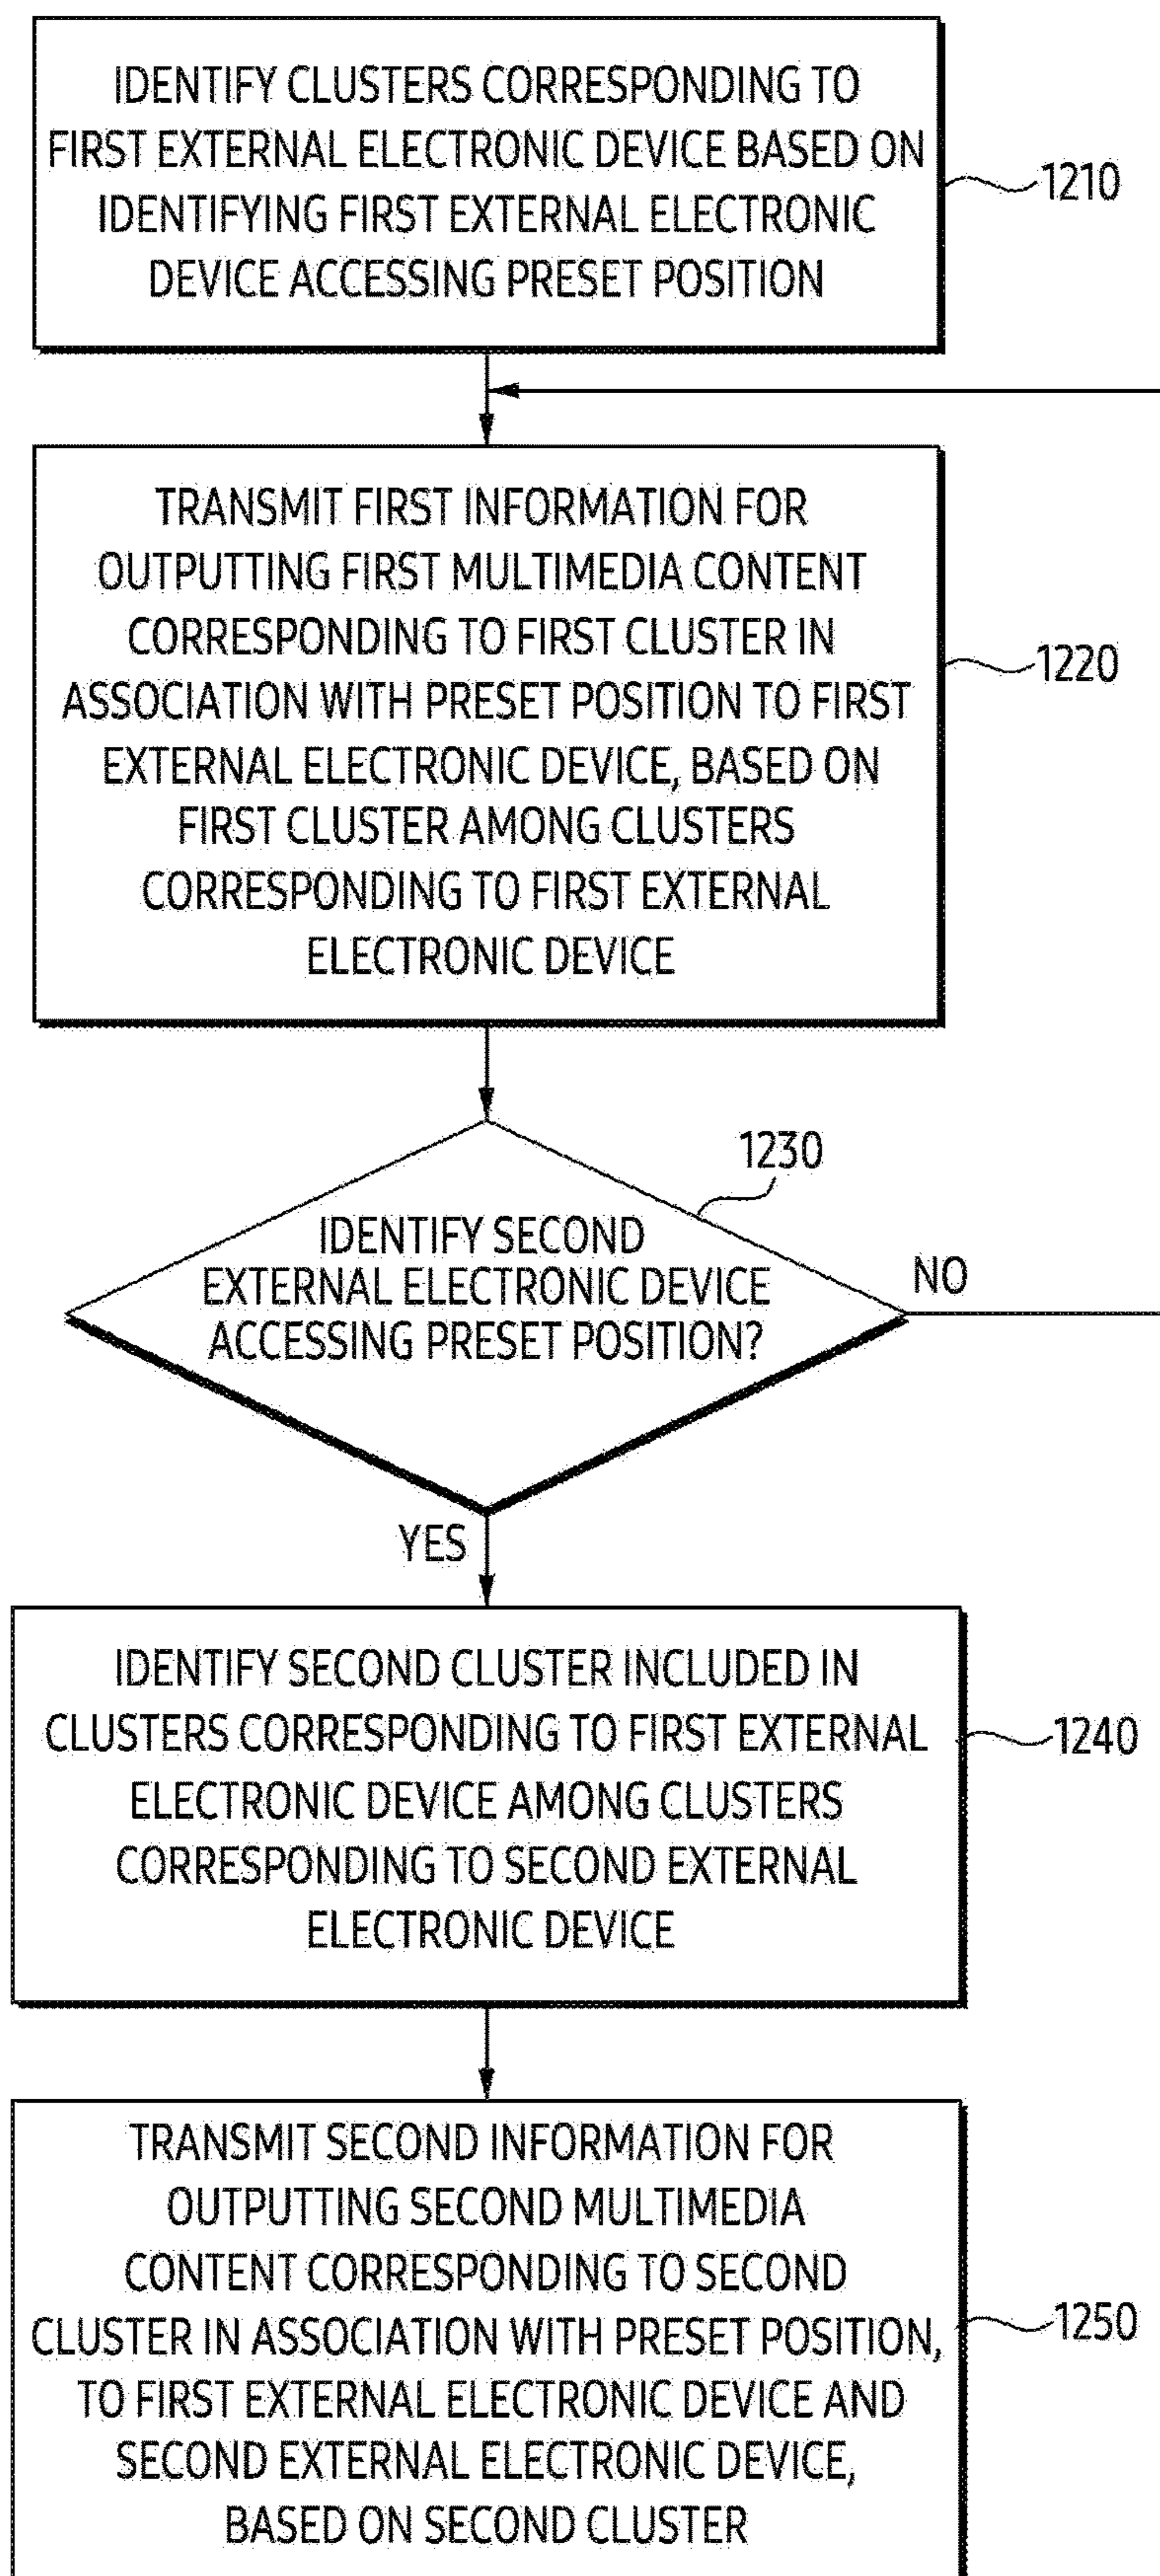 IDENTIFY CLUSTERS CORRESPONDING TO
FIRST EXTERNAL ELECTRONIC DEVICE BASED ON
IDENTIFYING FIRST EXTERNAL ELECTRONIC
DEVICE ACCESSING PRESET POSITION
1210
TRANSMIT FIRST INFORMATION FOR
OUTPUTTING FIRST MULTIMEDIA CONTENT
CORRESPONDING TO FIRST CLUSTER IN
ASSOCIATION WITH PRESET POSITION TO FIRST
EXTERNAL ELECTRONIC DEVICE, BASED ON
FIRST CLUSTER AMONG CLUSTERS
CORRESPONDING TO FIRST EXTERNAL
ELECTRONIC DEVICE
1220
1230
IDENTIFY SECOND
EXTERNAL ELECTRONIC DEVICE
ACCESSING PRESET POSITION?
NO
YES
IDENTIFY SECOND CLUSTER INCLUDED IN
CLUSTERS CORRESPONDING TO FIRST EXTERNAL
ELECTRONIC DEVICE AMONG CLUSTERS
CORRESPONDING TO SECOND EXTERNAL
ELECTRONIC DEVICE
1240
TRANSMIT SECOND INFORMATION FOR
OUTPUTTING SECOND MULTIMEDIA
CONTENT CORRESPONDING TO SECOND
CLUSTER IN ASSOCIATION WITH PRESET POSITION,
TO FIRST EXTERNAL ELECTRONIC DEVICE AND
SECOND EXTERNAL ELECTRONIC DEVICE,
BASED ON SECOND CLUSTER
1250